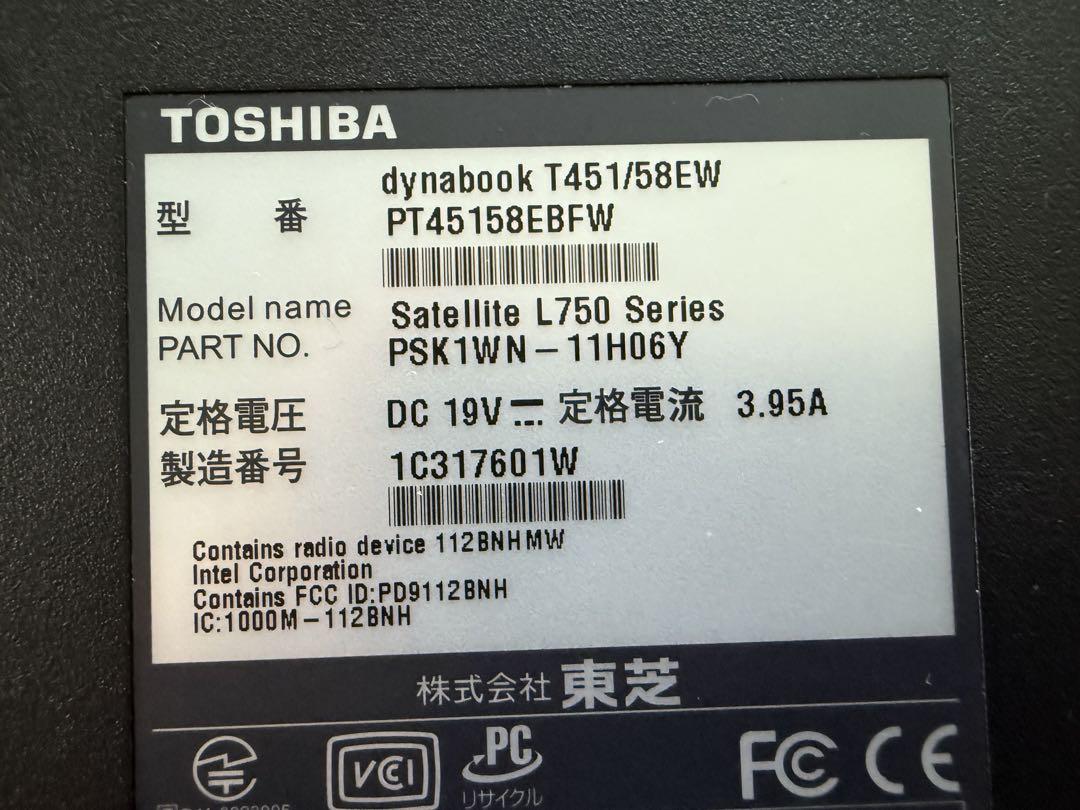 TOSHIBA
dynabook T451/58EW
型 番 PT45158EBFW
Model name Satellite L750 Series
PART NO. PSK1WN-11H06Y
定格電圧 DC 19V 定格電流 3.95A
製造番号 1C317601W
Contains radio device 112BNHMW
Intel Corporation
Contains FCC ID:PD9112BNH
IC:1000M-112BNH
株式会社 東芝
VCCI PC FC CE
リサイクル